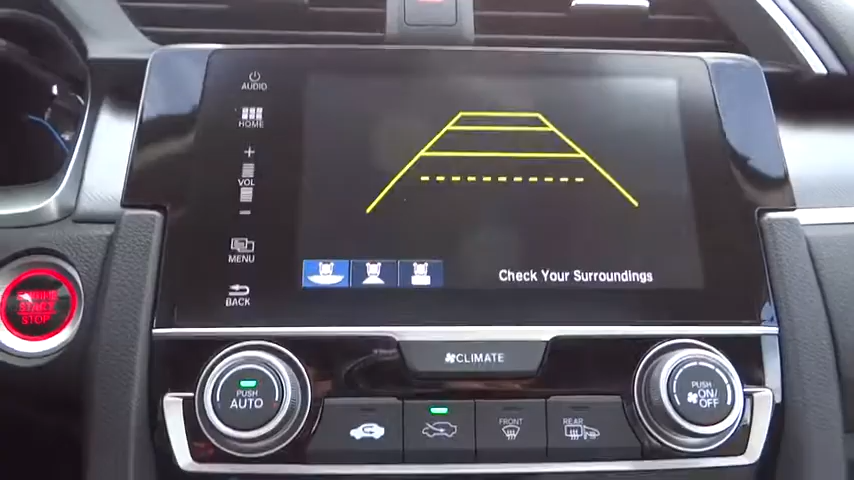 AUDIO
HOME
+
VOL
-
MENU
BACK
Check Your Surroundings
ENGINE
START
STOP
CLIMATE
PUSH
AUTO
PUSH
ON/
OFF
FRONT
REAR